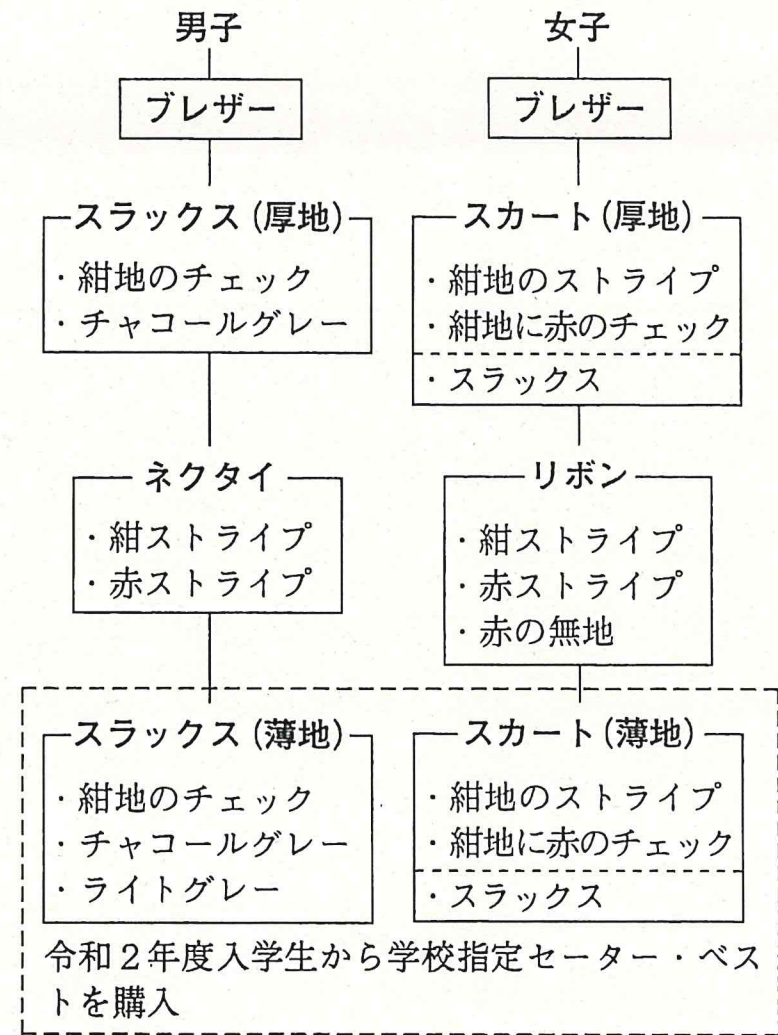 男子
ブレザー
スラックス(厚地)
・紺地のチェック
・チャコールグレー
ネクタイ
・紺ストライプ
・赤ストライプ
スラックス(薄地)
・紺地のチェック
・チャコールグレー
・ライトグレー
女子
ブレザー
スカート(厚地)
・紺地のストライプ
・紺地に赤のチェック
・スラックス
リボン
・紺ストライプ
・赤ストライプ
・赤の無地
スカート(薄地)
・紺地のストライプ
・紺地に赤のチェック
・スラックス
令和2年度入学生から学校指定セーター・ベス
トを購入